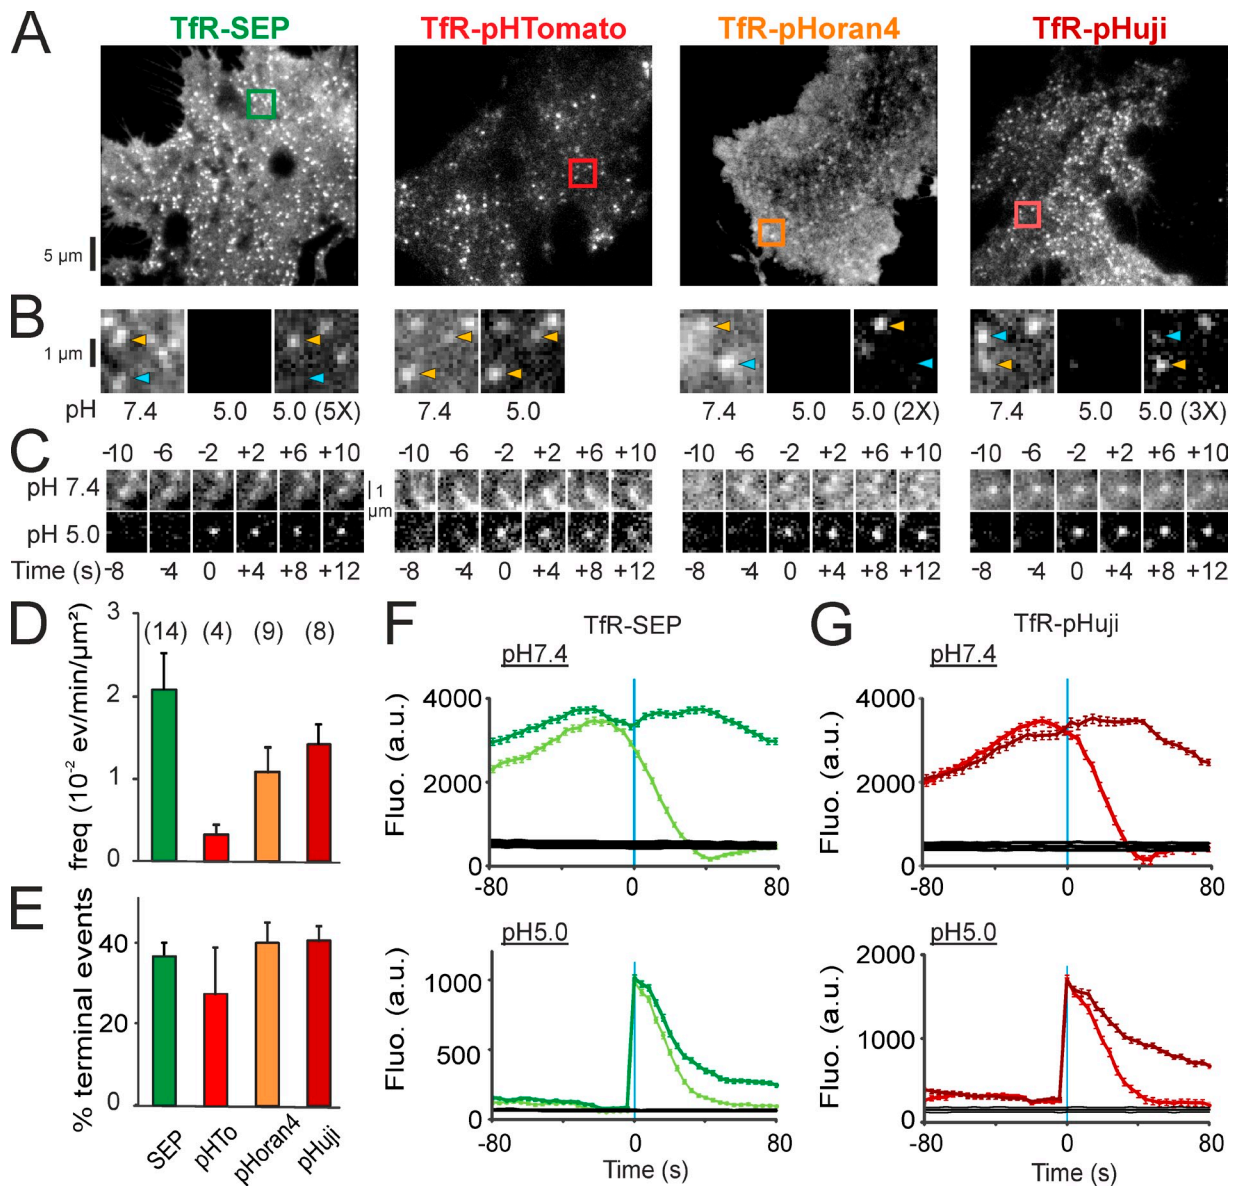 A
TfR-SEP TfR-pHTomato TfR-pHoran4 TfR-pHuji
5 µm
B
1 µm
pH 7.4 5.0 5.0 (5X) 7.4 5.0 7.4 5.0 5.0 (2X) 7.4 5.0 5.0 (3X)
C
-10 -6 -2 +2 +6 +10 -10 -6 -2 +2 +6 +10 -10 -6 -2 +2 +6 +10 -10 -6 -2 +2 +6 +10
pH 7.4
1
µm
pH 5.0
Time (s) -8 -4 0 +4 +8 +12 -8 -4 0 +4 +8 +12 -8 -4 0 +4 +8 +12 -8 -4 0 +4 +8 +12
D
freq (10⁻² ev/min/µm²)
3
2
1
0
(14) (4) (9) (8)
E
% terminal events
40
20
0
SEP pHTo pHoran4 pHuji
F
TfR-SEP
pH7.4
Fluo. (a.u.)
4000
2000
0
-80 0 80
pH5.0
Fluo. (a.u.)
1000
500
0
-80 0 80
Time (s)
G
TfR-pHuji
pH7.4
Fluo. (a.u.)
4000
2000
0
-80 0 80
pH5.0
Fluo. (a.u.)
2000
1000
0
-80 0 80
Time (s)